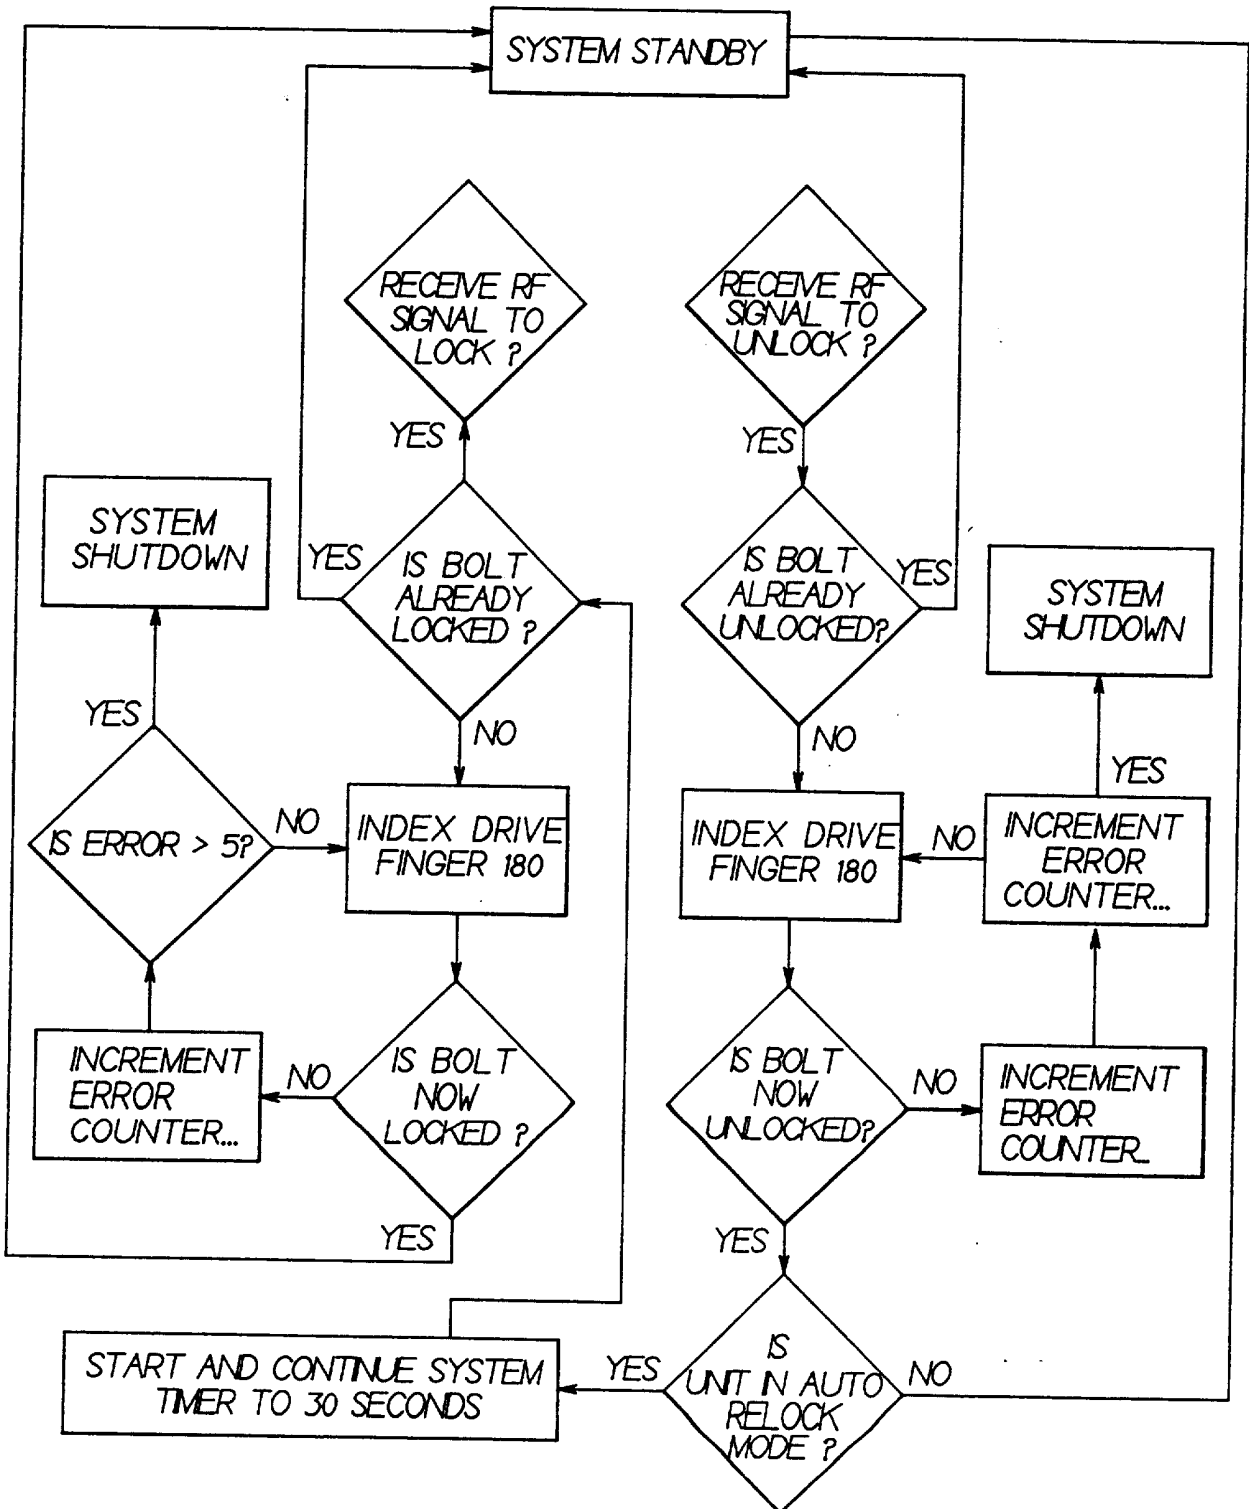 SYSTEM STANDBY
RECEIVE RF
SIGNAL TO
LOCK ?
RECEIVE RF
SIGNAL TO
UNLOCK ?
YES
YES
SYSTEM
SHUTDOWN
YES
IS BOLT
ALREADY
LOCKED ?
IS BOLT
ALREADY
UNLOCKED?
YES
SYSTEM
SHUTDOWN
YES
NO
NO
YES
IS ERROR > 5?
NO
INDEX DRIVE
FINGER 180
INDEX DRIVE
FINGER 180
NO
INCREMENT
ERROR
COUNTER...
INCREMENT
ERROR
COUNTER...
NO
IS BOLT
NOW
LOCKED ?
IS BOLT
NOW
UNLOCKED?
NO
INCREMENT
ERROR
COUNTER...
YES
YES
START AND CONTINUE SYSTEM
TIMER TO 30 SECONDS
YES
IS
UNIT IN AUTO
RELOCK
MODE ?
NO